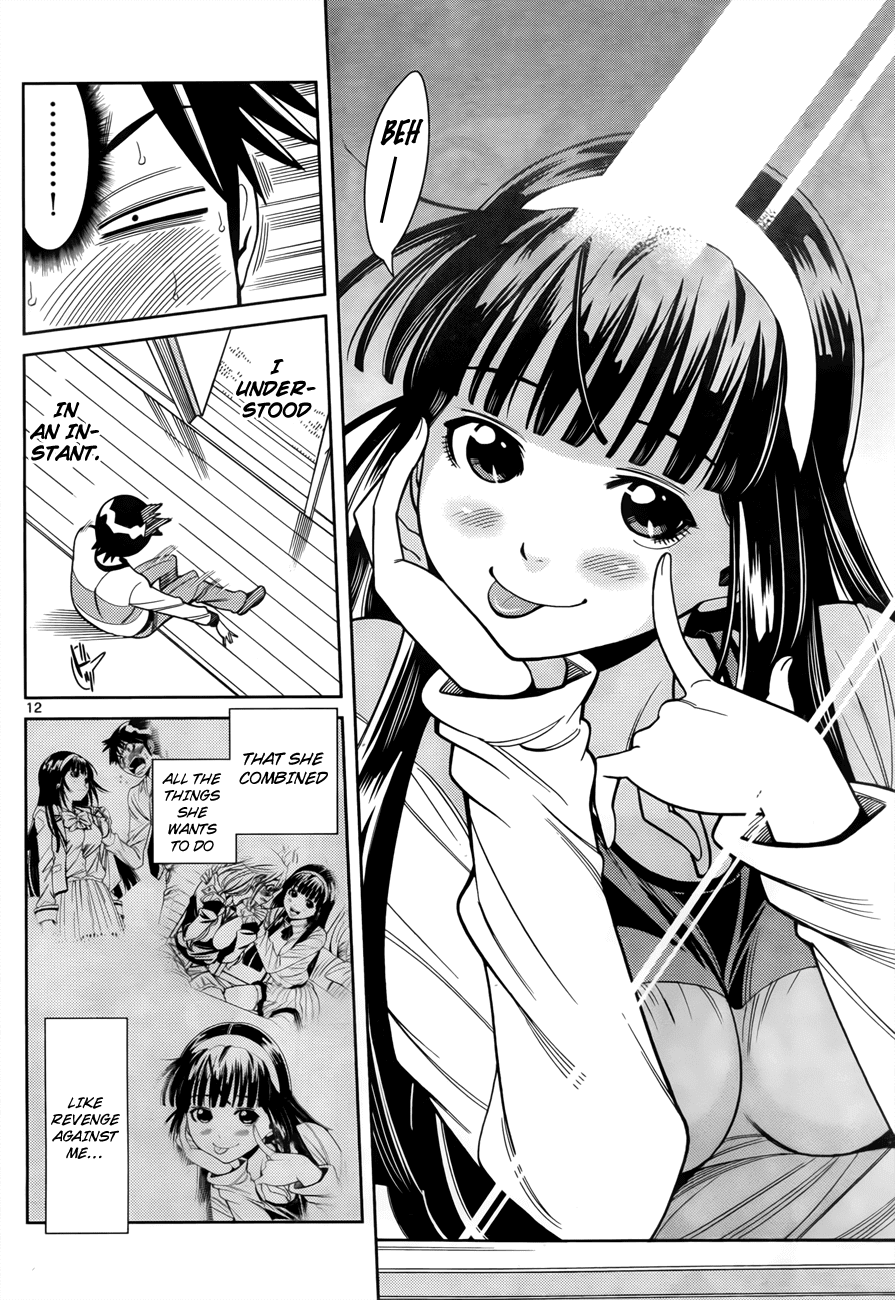 BEH
—
.........!
I
UNDER-
STOOD
IN
AN IN-
STANT.
12
THAT SHE
COMBINED
ALL THE
THINGS
SHE
WANTS
TO DO
LIKE
REVENGE
AGAINST
ME...